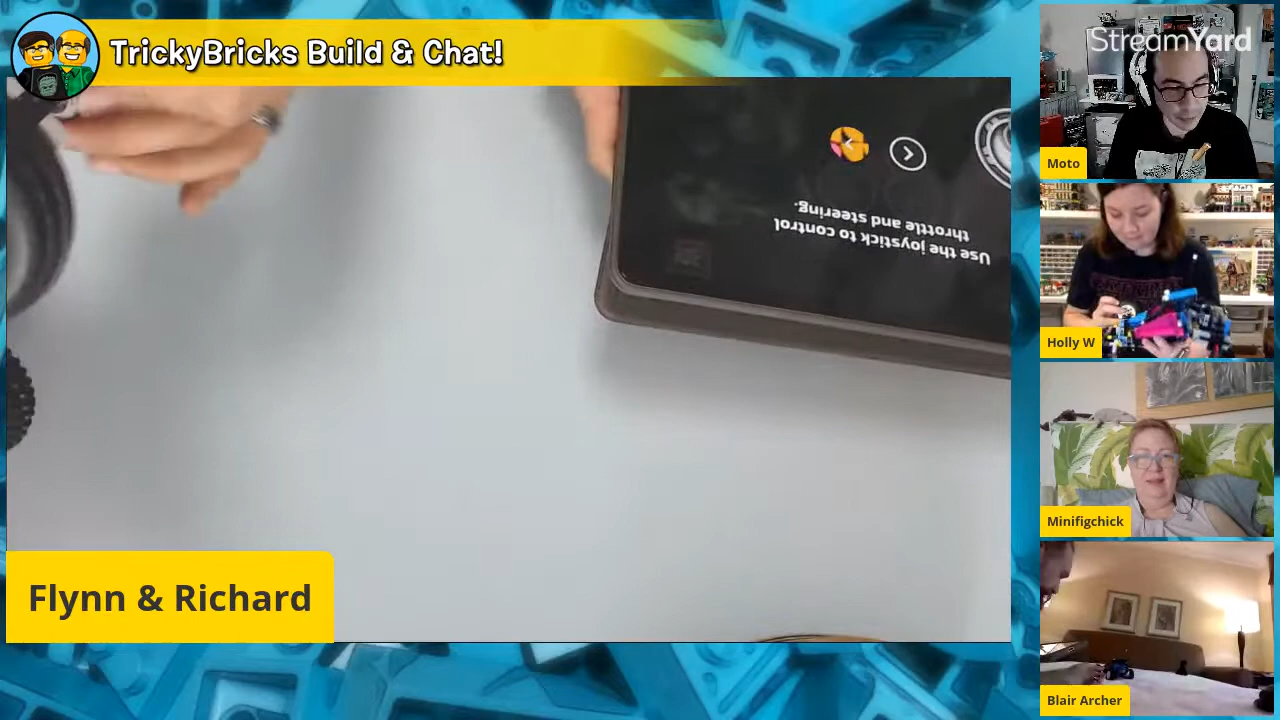 TrickyBricks Build & Chat!
StreamYard
Moto
Use the joystick to control
throttle and steering.
Holly W
Minifigchick
Flynn & Richard
Blair Archer